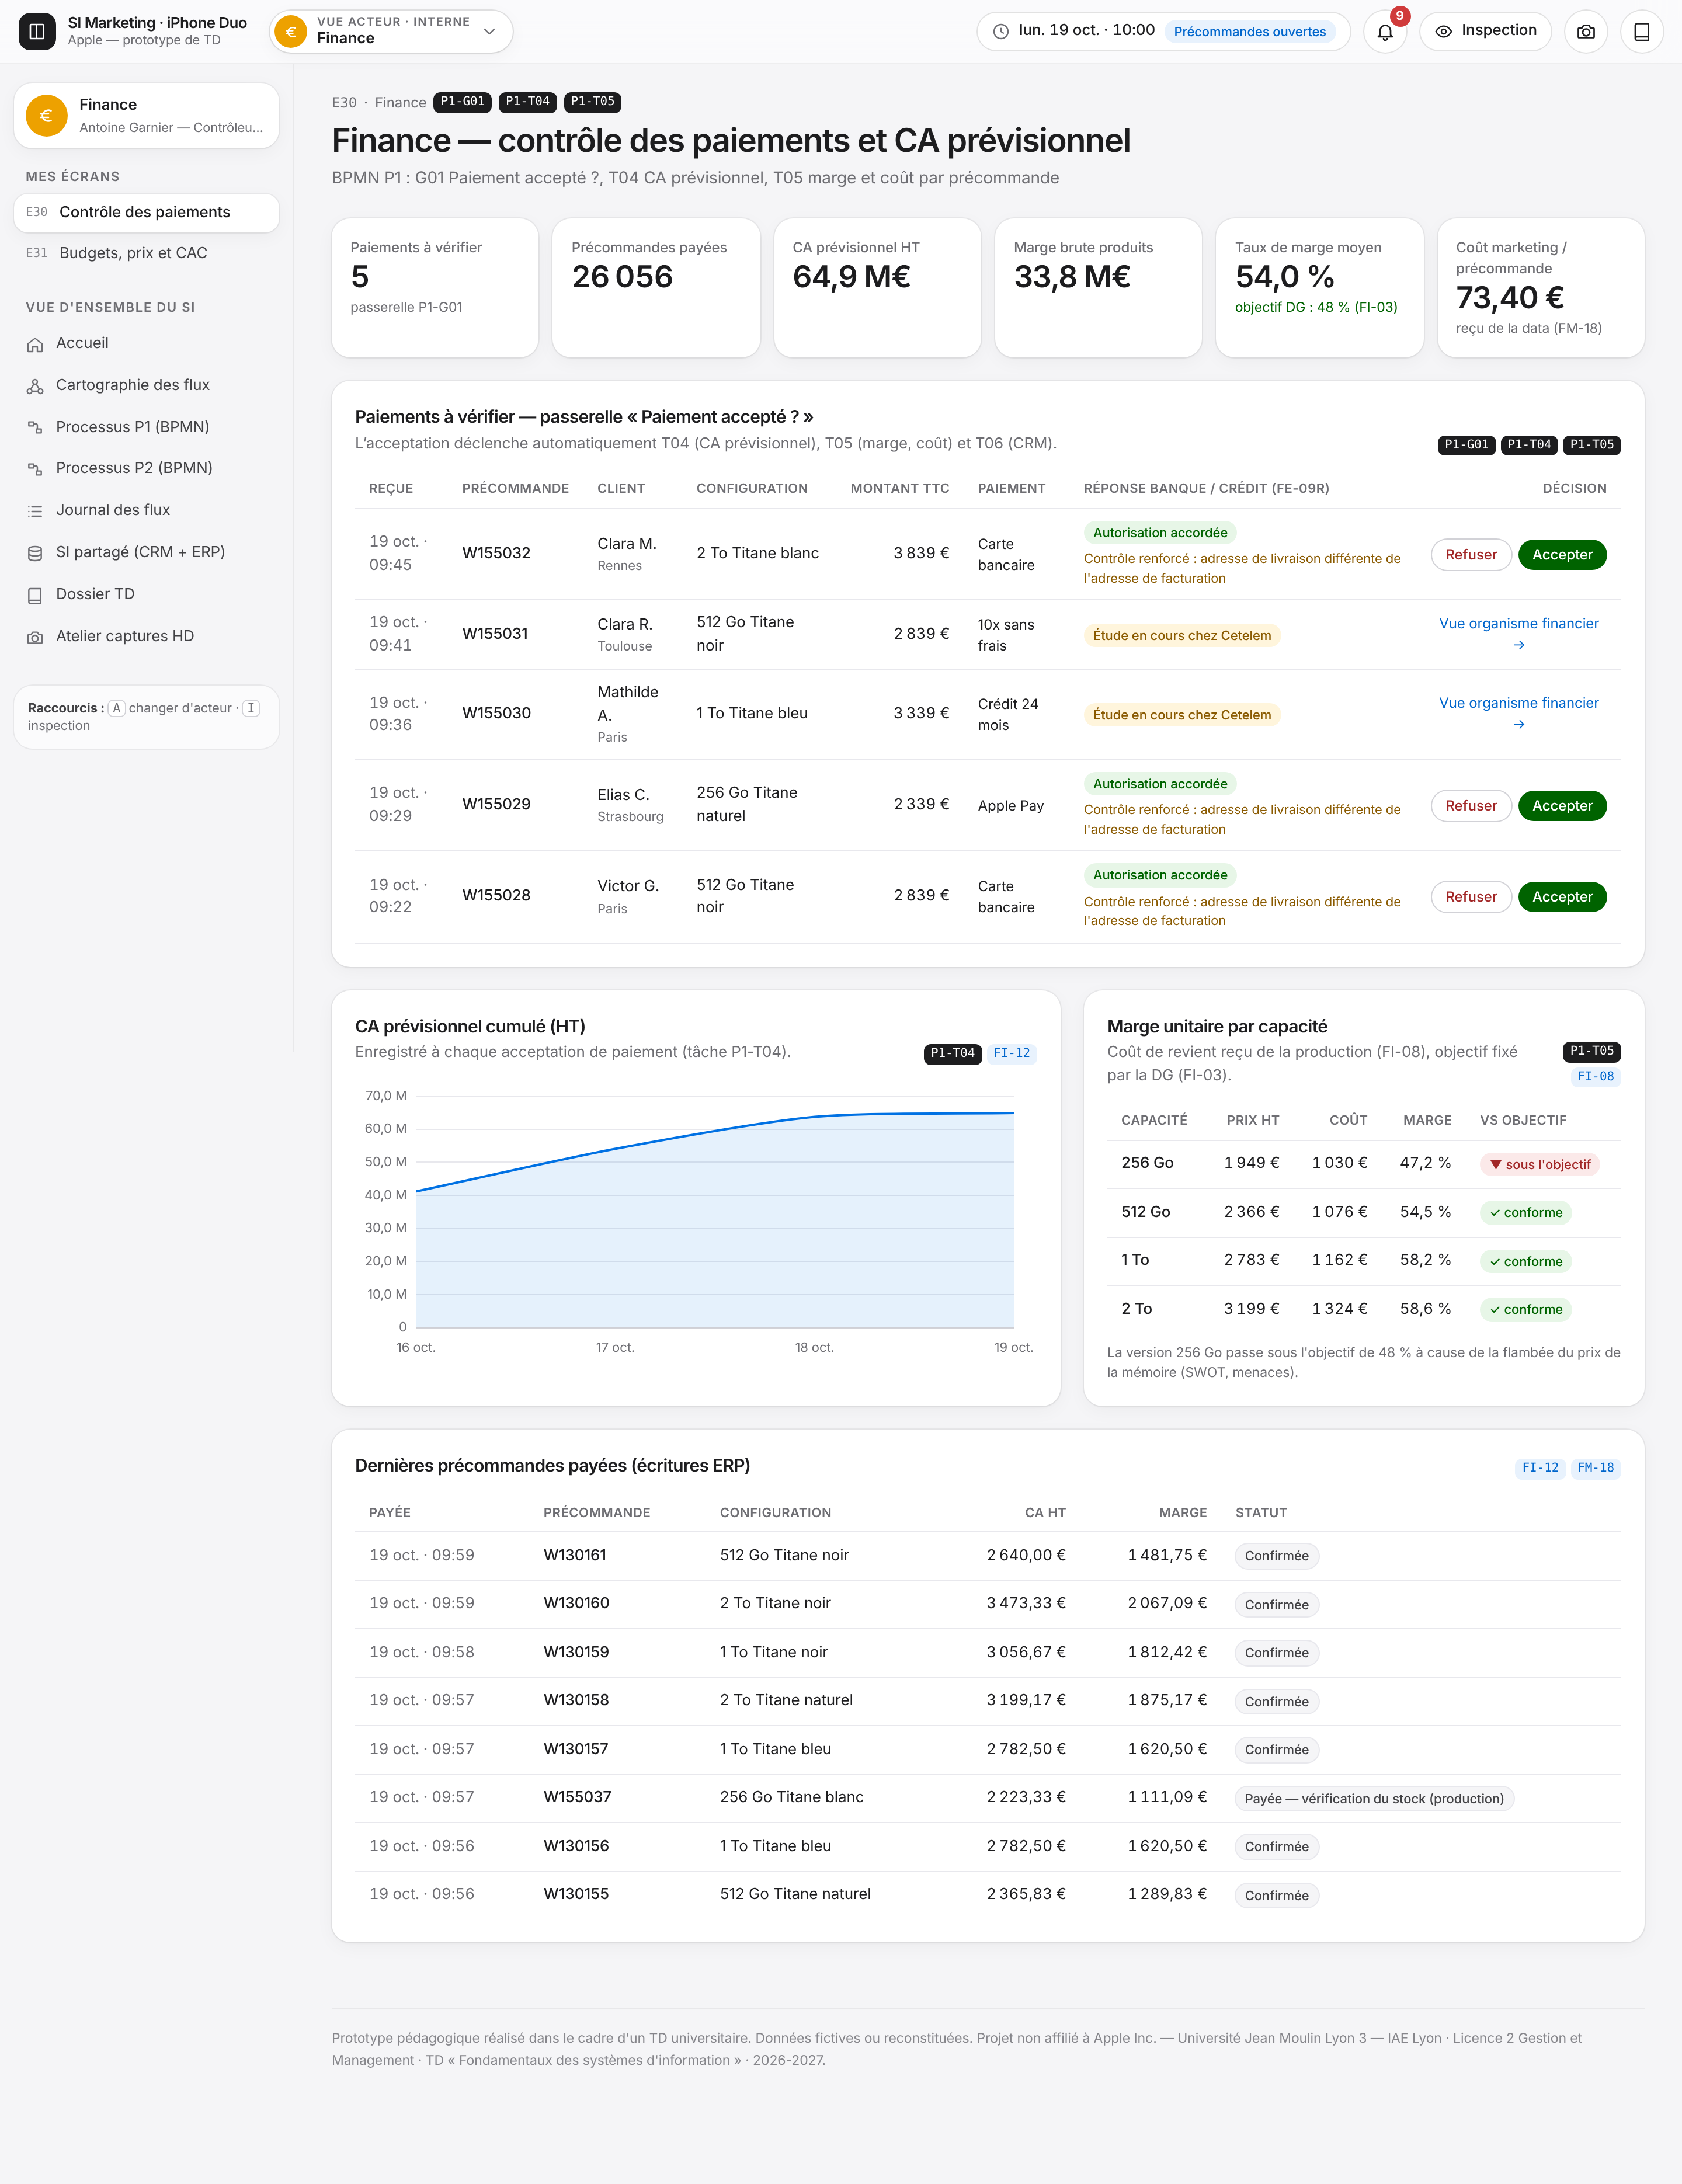 SI Marketing · iPhone Duo
Apple — prototype de TD
€
VUE ACTEUR · INTERNE
Finance
lun. 19 oct. · 10:00
Précommandes ouvertes
9
Inspection
€
Finance
Antoine Garnier — Contrôleu...
MES ÉCRANS
E30 Contrôle des paiements
E31 Budgets, prix et CAC
VUE D'ENSEMBLE DU SI
Accueil
Cartographie des flux
Processus P1 (BPMN)
Processus P2 (BPMN)
Journal des flux
SI partagé (CRM + ERP)
Dossier TD
Atelier captures HD
Raccourcis : A changer d'acteur · I
inspection
E30 · Finance P1-G01 P1-T04 P1-T05
Finance — contrôle des paiements et CA prévisionnel
BPMN P1 : G01 Paiement accepté ?, T04 CA prévisionnel, T05 marge et coût par précommande
Paiements à vérifier
5
passerelle P1-G01
Précommandes payées
26 056
CA prévisionnel HT
64,9 M€
Marge brute produits
33,8 M€
Taux de marge moyen
54,0 %
objectif DG : 48 % (FI-03)
Coût marketing /
précommande
73,40 €
reçu de la data (FM-18)
Paiements à vérifier — passerelle « Paiement accepté ? »
L'acceptation déclenche automatiquement T04 (CA prévisionnel), T05 (marge, coût) et T06 (CRM).
P1-G01 P1-T04 P1-T05
REÇUE PRÉCOMMANDE CLIENT CONFIGURATION MONTANT TTC PAIEMENT RÉPONSE BANQUE / CRÉDIT (FE-09R) DÉCISION
19 oct. ·
09:45
W155032
Clara M.
Rennes
2 To Titane blanc
3 839 €
Carte
bancaire
Autorisation accordée
Contrôle renforcé : adresse de livraison différente de
l'adresse de facturation
Refuser Accepter
19 oct. ·
09:41
W155031
Clara R.
Toulouse
512 Go Titane
noir
2 839 €
10x sans
frais
Étude en cours chez Cetelem
Vue organisme financier
→
19 oct. ·
09:36
W155030
Mathilde
A.
Paris
1 To Titane bleu
3 339 €
Crédit 24
mois
Étude en cours chez Cetelem
Vue organisme financier
→
19 oct. ·
09:29
W155029
Elias C.
Strasbourg
256 Go Titane
naturel
2 339 €
Apple Pay
Autorisation accordée
Contrôle renforcé : adresse de livraison différente de
l'adresse de facturation
Refuser Accepter
19 oct. ·
09:22
W155028
Victor G.
Paris
512 Go Titane
noir
2 839 €
Carte
bancaire
Autorisation accordée
Contrôle renforcé : adresse de livraison différente de
l'adresse de facturation
Refuser Accepter
CA prévisionnel cumulé (HT)
Enregistré à chaque acceptation de paiement (tâche P1-T04).
P1-T04 FI-12
70,0 M
60,0 M
50,0 M
40,0 M
30,0 M
20,0 M
10,0 M
0
16 oct. 17 oct. 18 oct. 19 oct.
Marge unitaire par capacité
Coût de revient reçu de la production (FI-08), objectif fixé
par la DG (FI-03).
P1-T05
FI-08
CAPACITÉ PRIX HT COÛT MARGE VS OBJECTIF
256 Go 1 949 € 1 030 € 47,2 % ▼ sous l'objectif
512 Go 2 366 € 1 076 € 54,5 % ✓ conforme
1 To 2 783 € 1 162 € 58,2 % ✓ conforme
2 To 3 199 € 1 324 € 58,6 % ✓ conforme
La version 256 Go passe sous l'objectif de 48 % à cause de la flambée du prix de
la mémoire (SWOT, menaces).
Dernières précommandes payées (écritures ERP)
FI-12 FM-18
PAYÉE PRÉCOMMANDE CONFIGURATION CA HT MARGE STATUT
19 oct. · 09:59 W130161 512 Go Titane noir 2 640,00 € 1 481,75 € Confirmée
19 oct. · 09:59 W130160 2 To Titane noir 3 473,33 € 2 067,09 € Confirmée
19 oct. · 09:58 W130159 1 To Titane noir 3 056,67 € 1 812,42 € Confirmée
19 oct. · 09:57 W130158 2 To Titane naturel 3 199,17 € 1 875,17 € Confirmée
19 oct. · 09:57 W130157 1 To Titane bleu 2 782,50 € 1 620,50 € Confirmée
19 oct. · 09:57 W155037 256 Go Titane blanc 2 223,33 € 1 111,09 € Payée — vérification du stock (production)
19 oct. · 09:56 W130156 1 To Titane bleu 2 782,50 € 1 620,50 € Confirmée
19 oct. · 09:56 W130155 512 Go Titane naturel 2 365,83 € 1 289,83 € Confirmée
Prototype pédagogique réalisé dans le cadre d'un TD universitaire. Données fictives ou reconstituées. Projet non affilié à Apple Inc. — Université Jean Moulin Lyon 3 — IAE Lyon · Licence 2 Gestion et
Management · TD « Fondamentaux des systèmes d'information » · 2026-2027.